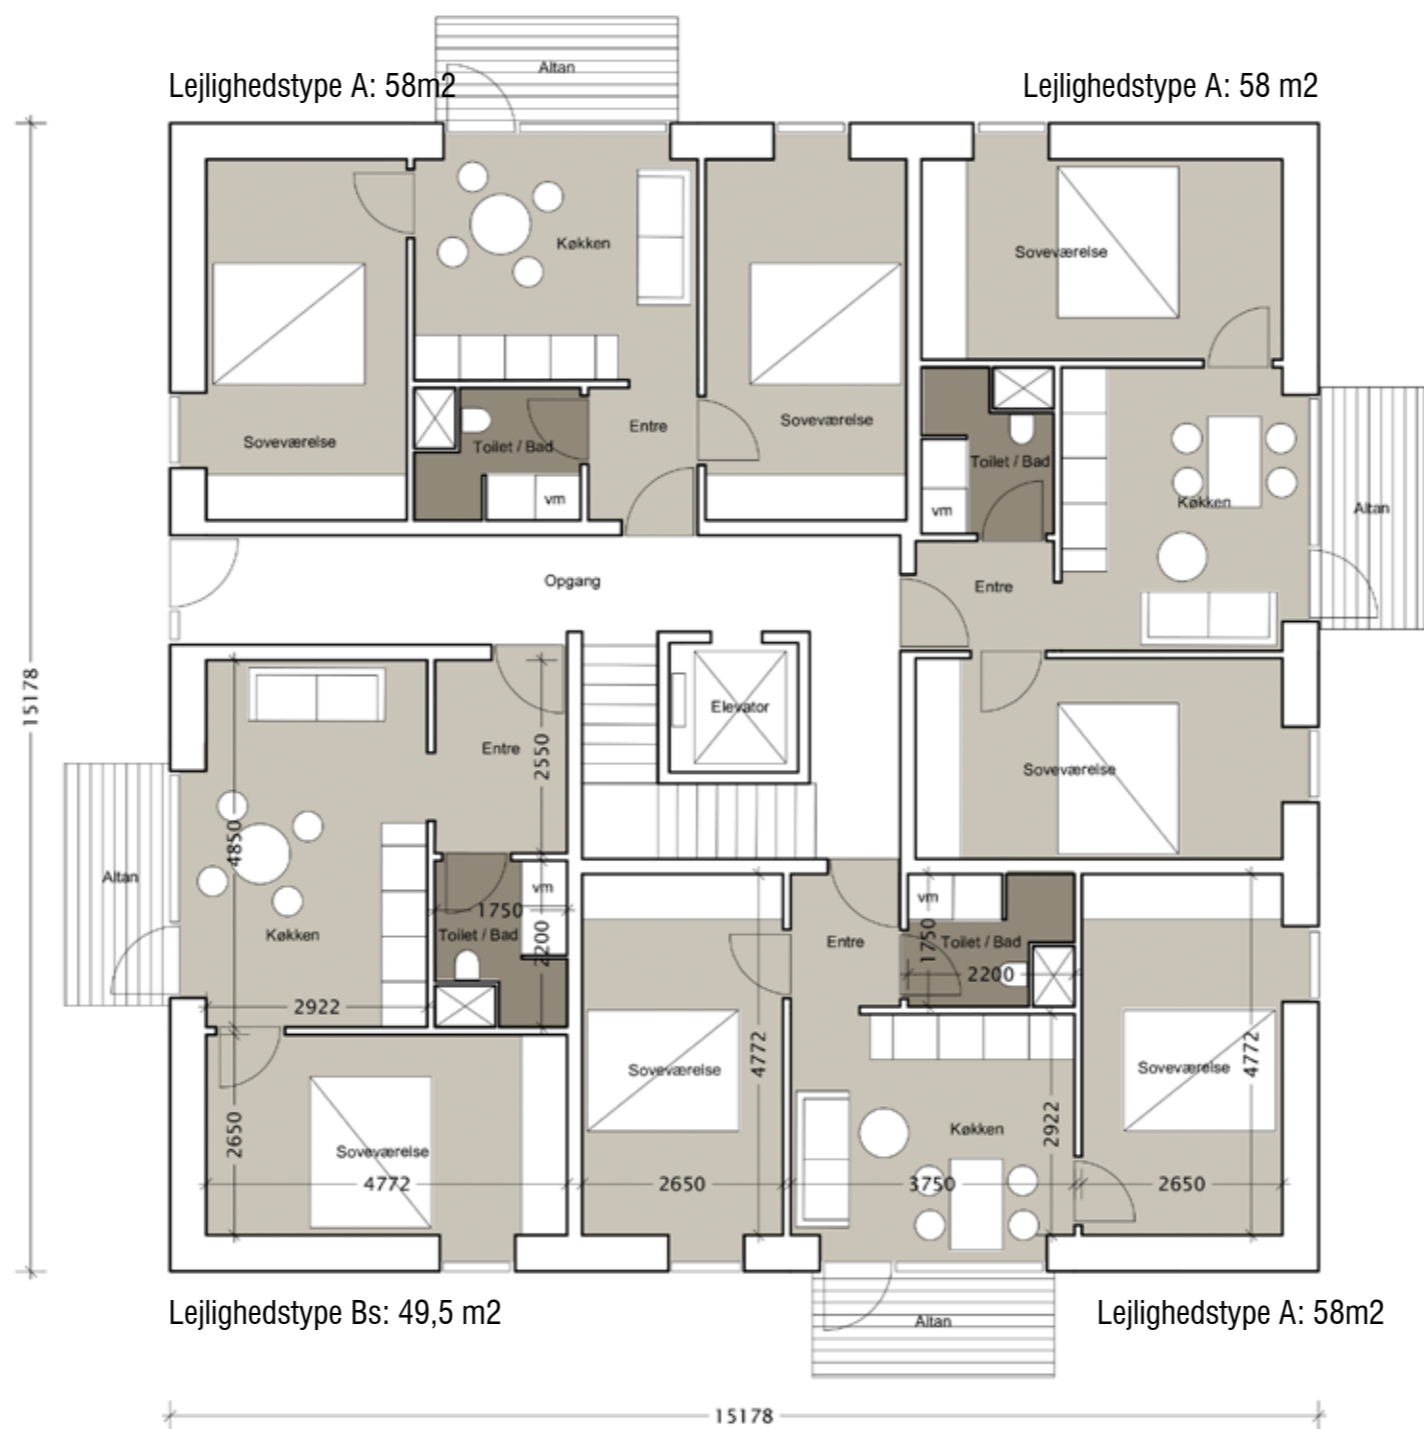 Altan
Lejlighedstype A: 58m2
Lejlighedstype A: 58 m2
Køkken
Soveværelse
Soveværelse
Soveværelse
Entre
Toilet / Bad
vm
Toilet / Bad
vm
Køkken
Altan
Opgang
Entre
15178
Elevator
Entre
2550
Soveværelse
4850
Altan
vm
1750
Toilet / Bad
2200
Køkken
2922
vm
Entre
1750
Toilet / Bad
2200
2650
Soveværelse
4772
Soveværelse
4772
2650
Køkken
2922
3750
Soveværelse
4772
2650
Lejlighedstype Bs: 49,5 m2
Lejlighedstype A: 58m2
Altan
15178